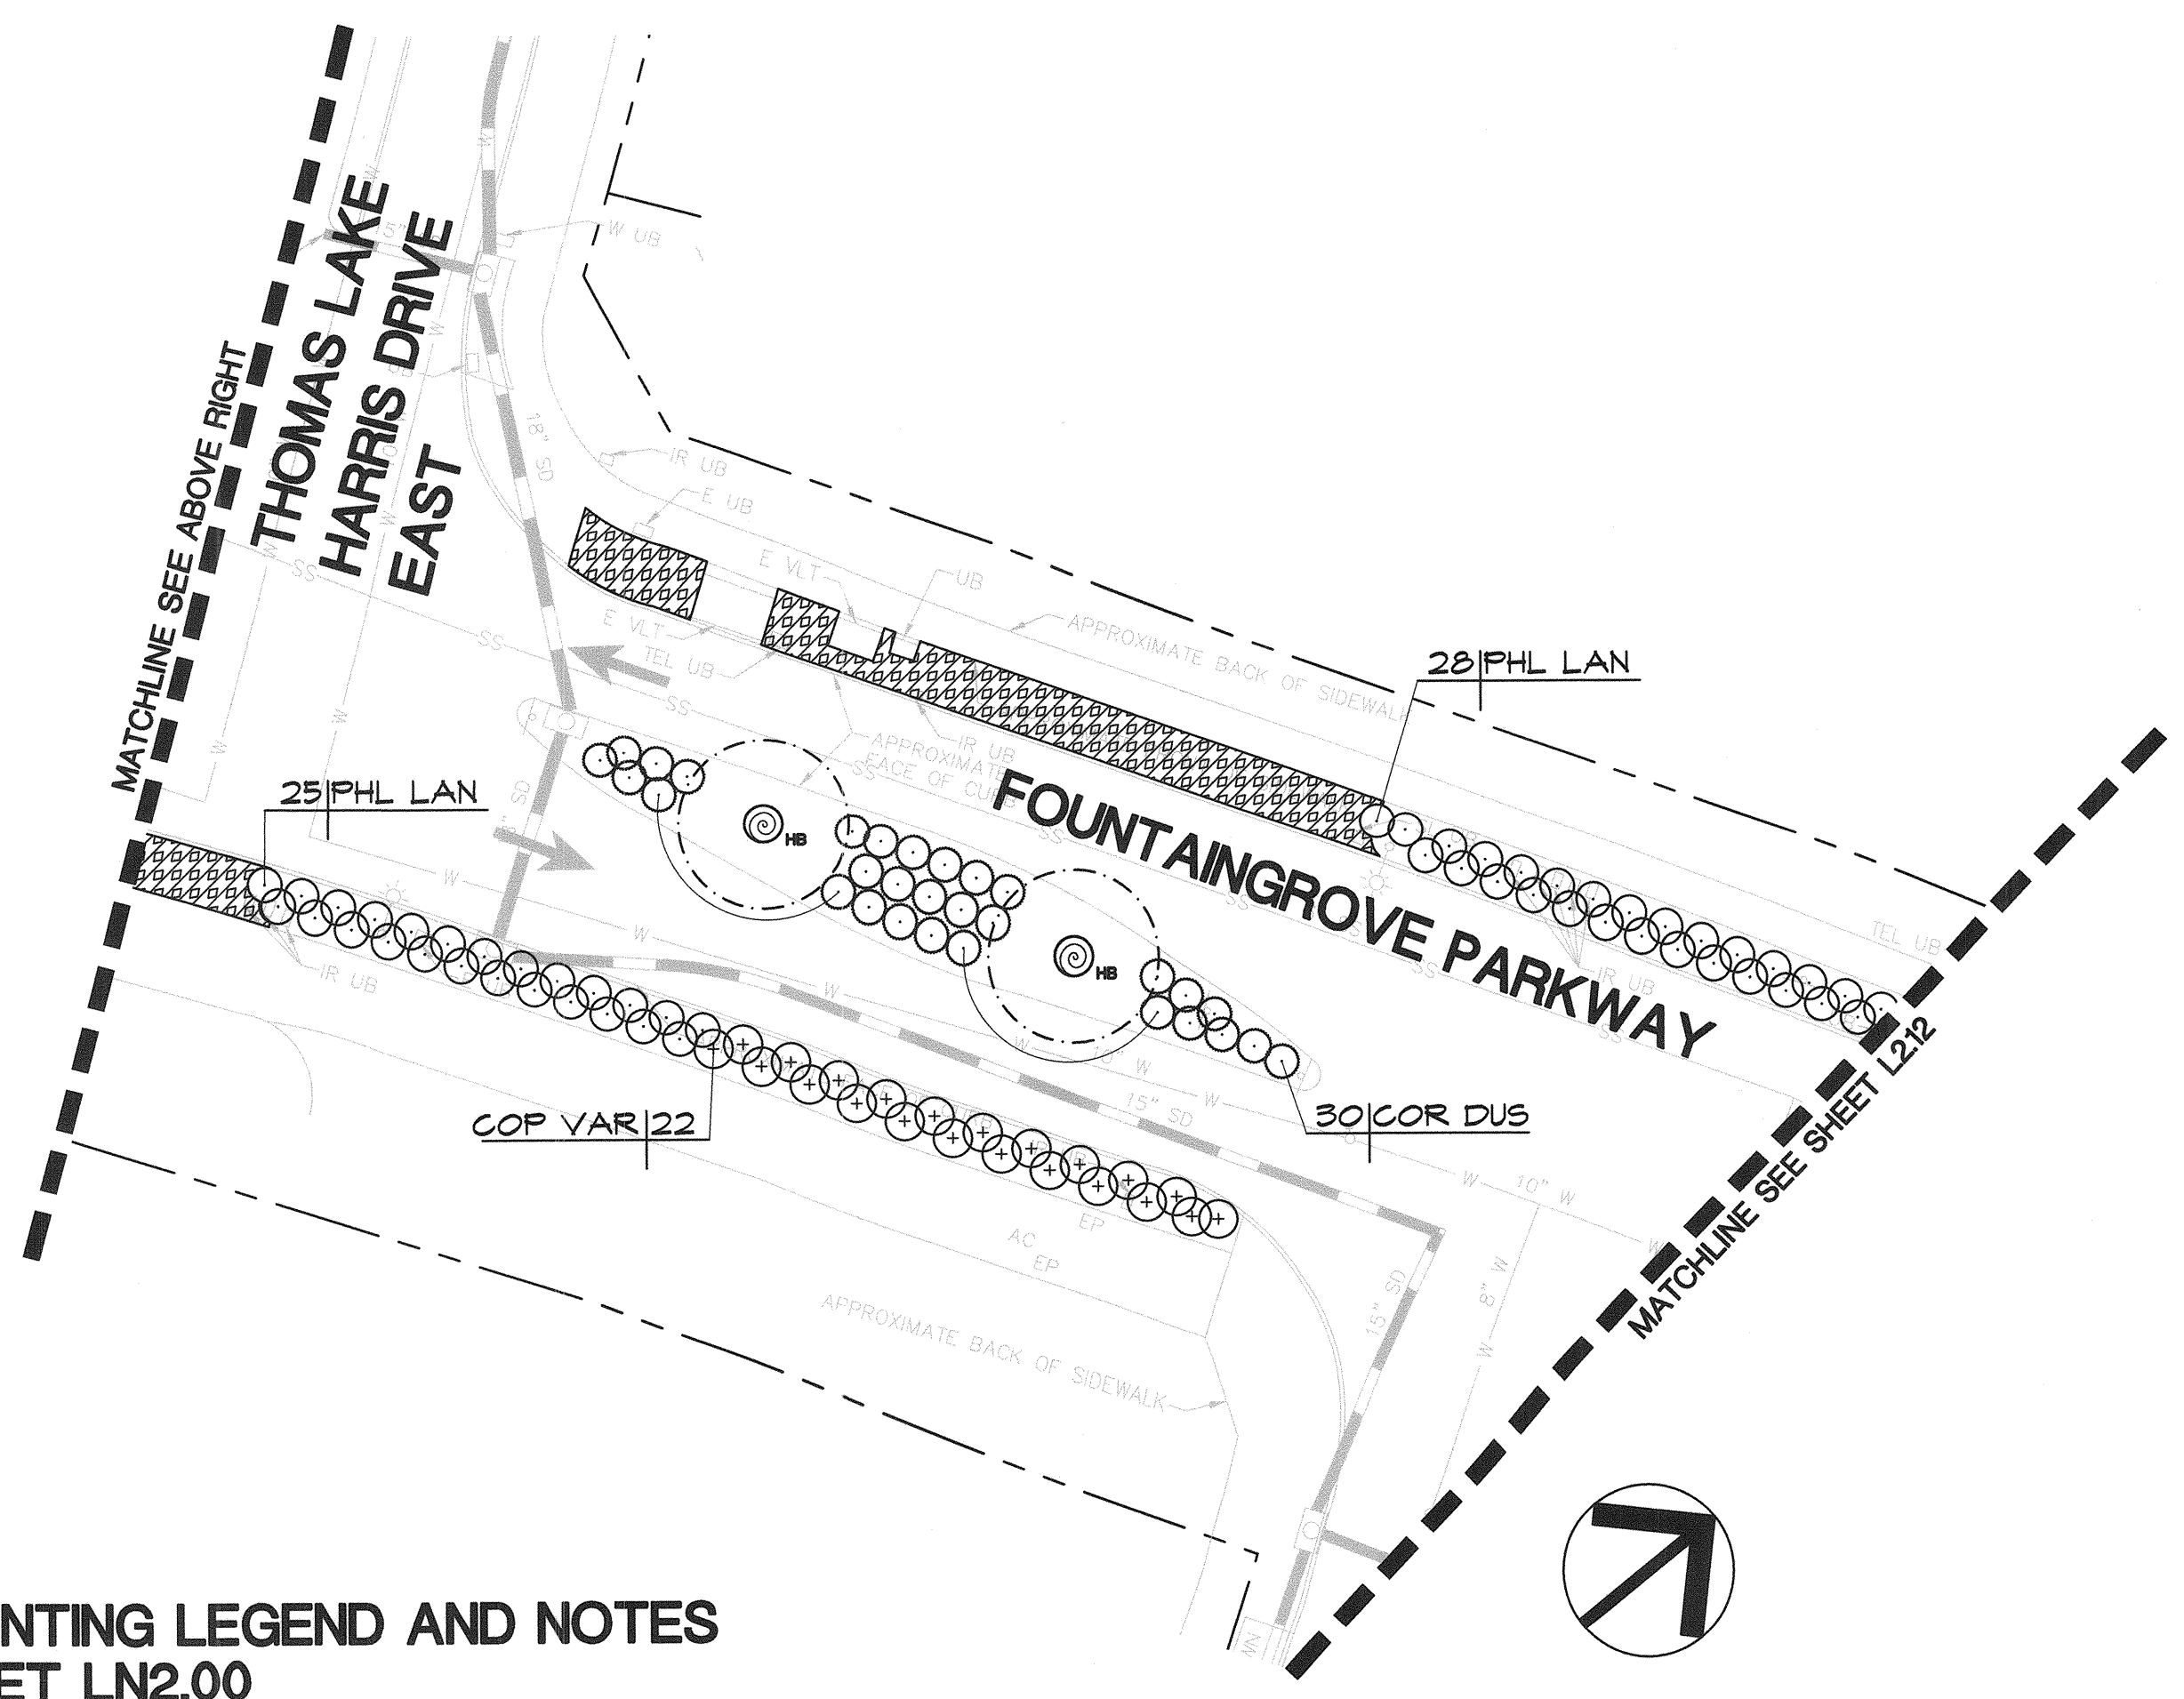 THOMAS LAKE
HARRIS DRIVE
EAST
MATCHLINE SEE ABOVE RIGHT
W UB
18" SD
IR UB
E UB
E VLT
UB
APPROXIMATE BACK OF SIDEWALK
E VLT
TEL UB
SS
SS
SS
28 PHL LAN
IR UB
APPROXIMATE
FACE OF CURB
SS
25 PHL LAN
HB
HB
FOUNTAINGROVE PARKWAY
TEL UB
IR UB
IR UB
W
W
W
W
10" W
W
15" SD
COP VAR 22
30 COR DUS
MATCHLINE SEE SHEET L2.12
W
10" W
W
EP
AC
EP
8" W
W
15" SD
APPROXIMATE BACK OF SIDEWALK
NTING LEGEND AND NOTES
ET LN2.00